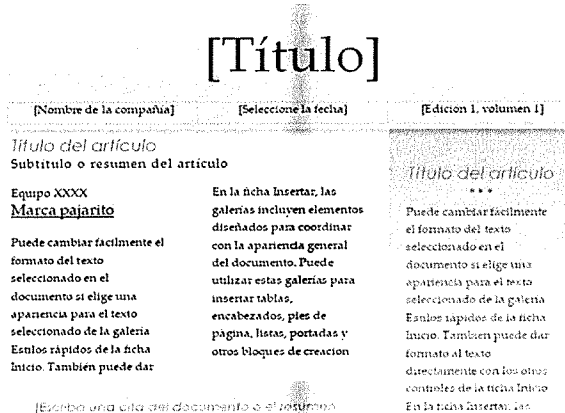 [Título]
[Nombre de la compañía]
[Seleccione la fecha]
[Edición 1, volumen 1]
Título del artículo
Subtítulo o resumen del artículo
Equipo XXXX
Marca pajarito
Puede cambiar fácilmente el
formato del texto
seleccionado en el
documento si elige una
apariencia para el texto
seleccionado de la galería
Estilos rápidos de la ficha
Inicio. También puede dar
En la ficha Insertar, las
galerías incluyen elementos
diseñados para coordinar
con la apariencia general
del documento. Puede
utilizar estas galerías para
insertar tablas,
encabezados, pies de
página, listas, portadas y
otros bloques de creación
[Escriba una cita del documento o el resumen
Título del artículo
• • •
Puede cambiar fácilmente
el formato del texto
seleccionado en el
documento si elige una
apariencia para el texto
seleccionado de la galería
Estilos rápidos de la ficha
Inicio. También puede dar
formato al texto
directamente con los otros
controles de la ficha Inicio
En la ficha Insertar, las